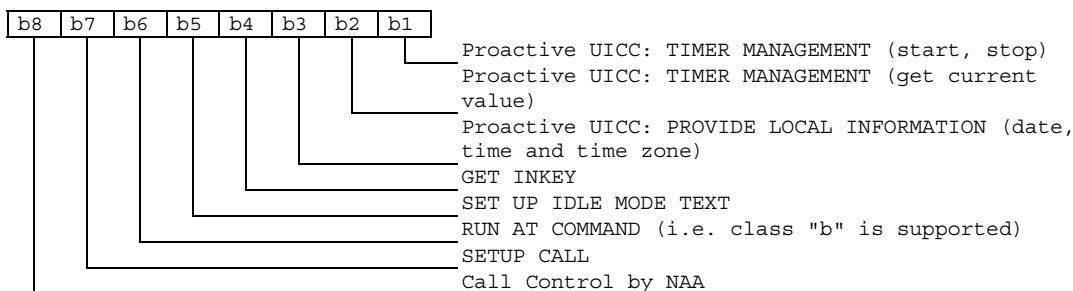 b8 b7 b6 b5 b4 b3 b2 b1
Proactive UICC: TIMER MANAGEMENT (start, stop)
Proactive UICC: TIMER MANAGEMENT (get current
value)
Proactive UICC: PROVIDE LOCAL INFORMATION (date,
time and time zone)
GET INKEY
SET UP IDLE MODE TEXT
RUN AT COMMAND (i.e. class "b" is supported)
SETUP CALL
Call Control by NAA